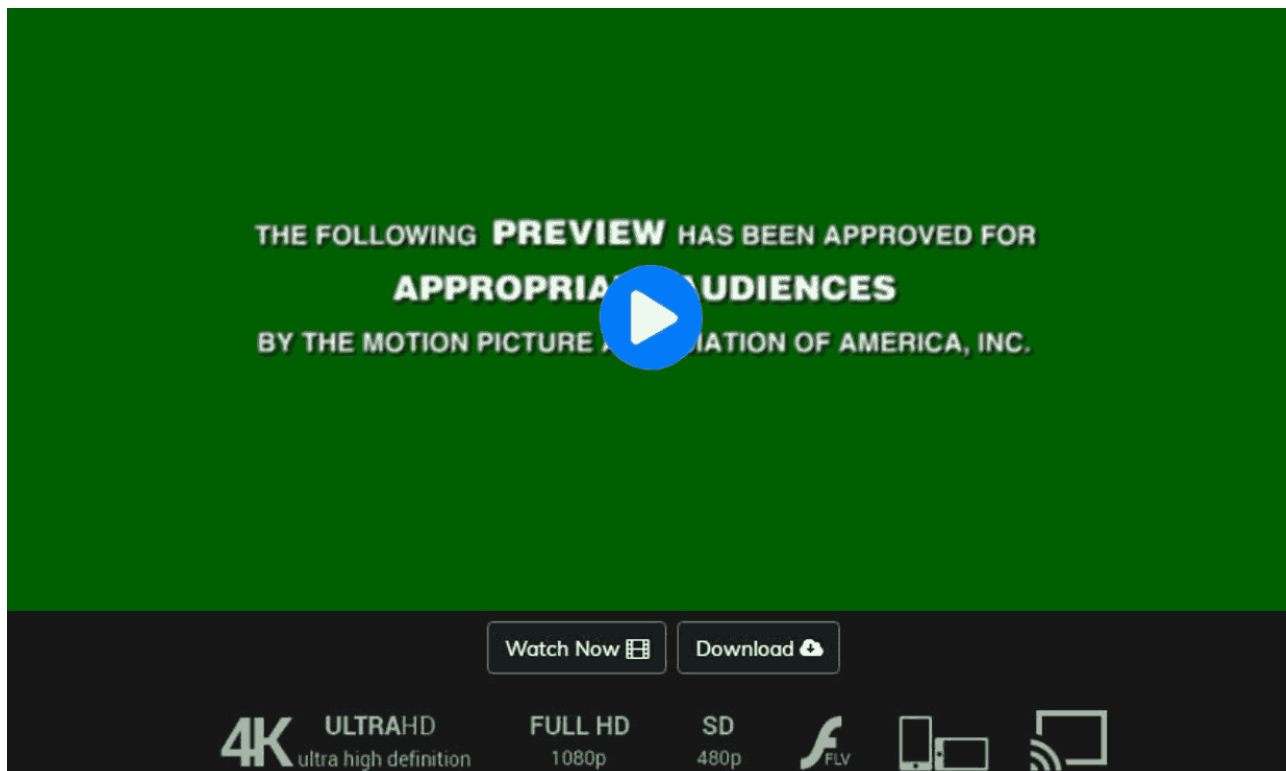 THE FOLLOWING PREVIEW HAS BEEN APPROVED FOR
AUDIENCES
BY THE MOTION PICTURE OF AMERICA, INC.
Watch Now Download
4K ULTRAHD FULL HD SD
ultra high definition 1080p 480p FLV